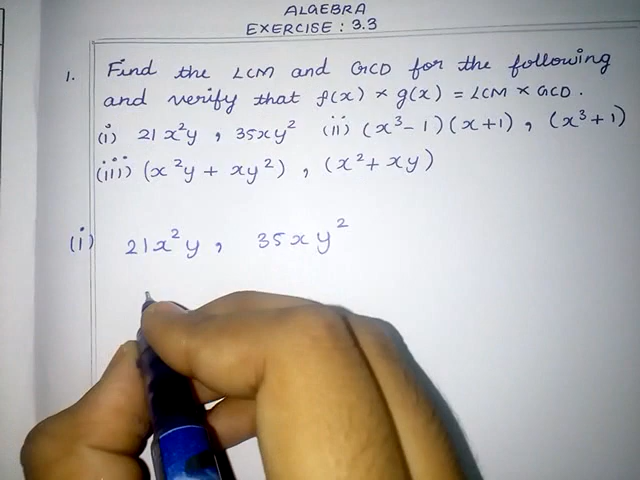 ALGEBRA
EXERCISE : 3.3
1. Find the LCM and GCD for the following
and verify that f(x) × g(x) = LCM × GCD.
(i) 21x²y , 35xy² (ii) (x³-1)(x+1) , (x³+1)
(iii) (x²y + xy²) , (x² + xy)
(i) 21x²y , 35xy²